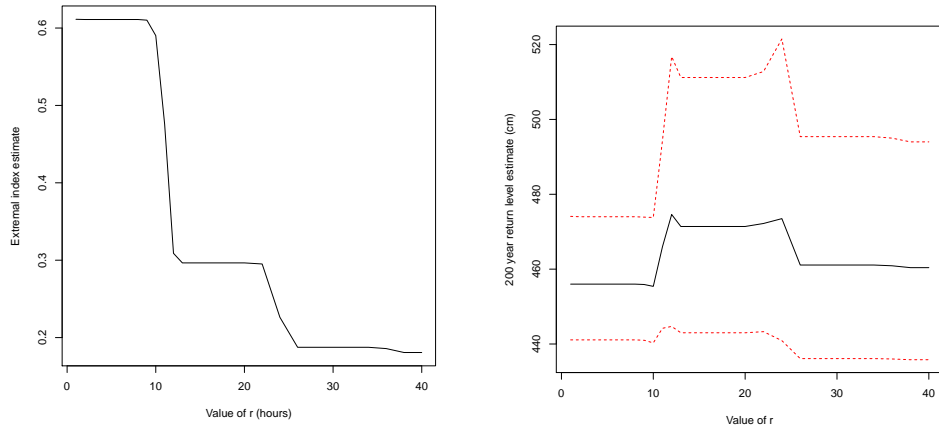 Extremal index estimate
0.6
0.5
0.4
0.3
0.2
0 10 20 30 40
Value of r (hours)
200 year return level estimate (cm)
520
500
480
460
440
0 10 20 30 40
Value of r